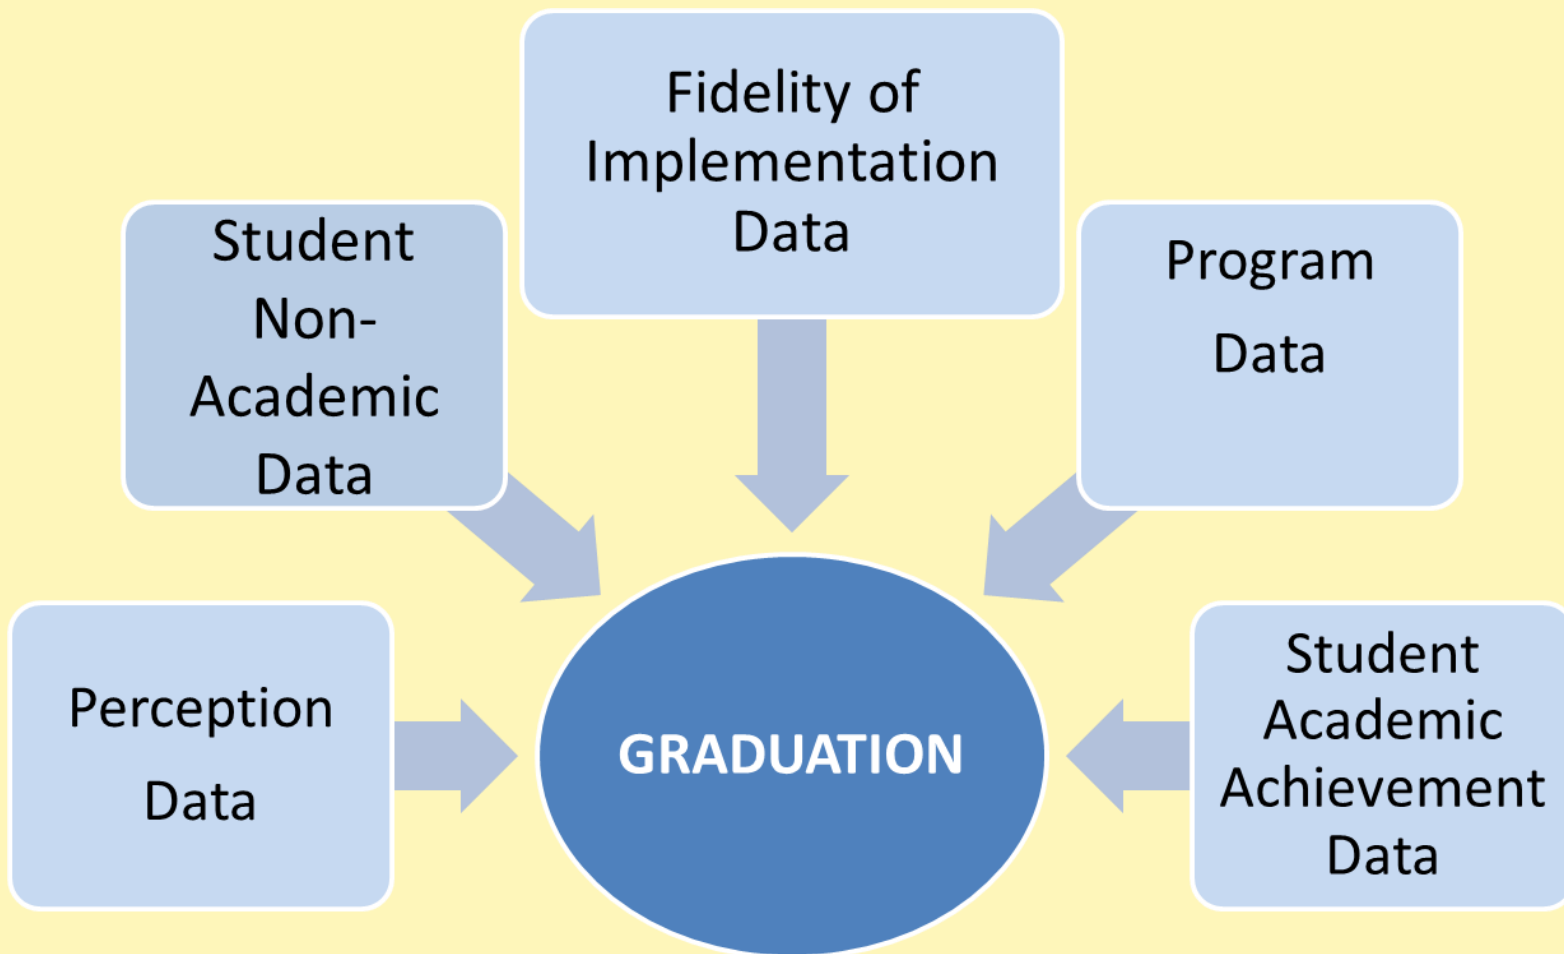 Fidelity of
Implementation
Data
Student
Non-
Academic
Data
Program
Data
Perception
Data
GRADUATION
Student
Academic
Achievement
Data